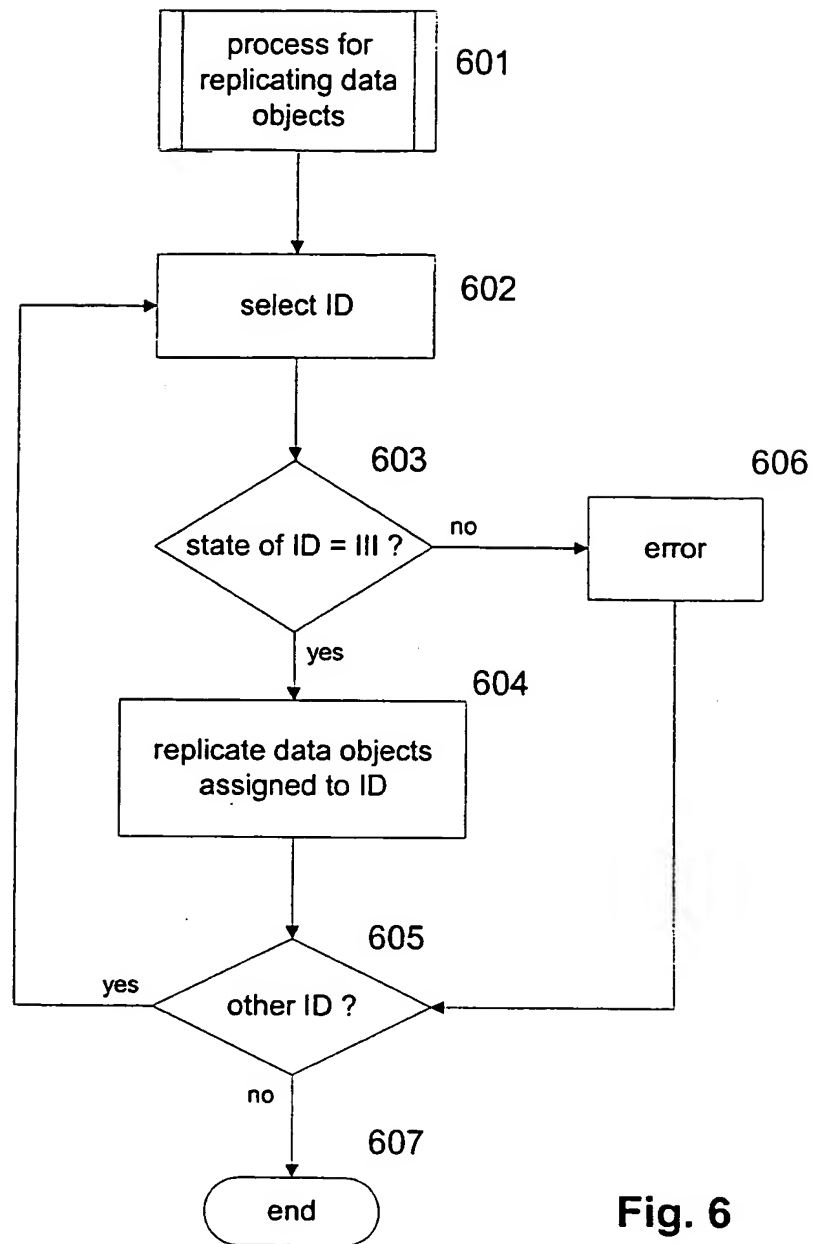 process for
replicating data
objects
601
select ID
602
603
606
state of ID = III ?
no
error
yes
604
replicate data objects
assigned to ID
605
yes
other ID ?
no
607
end
Fig. 6